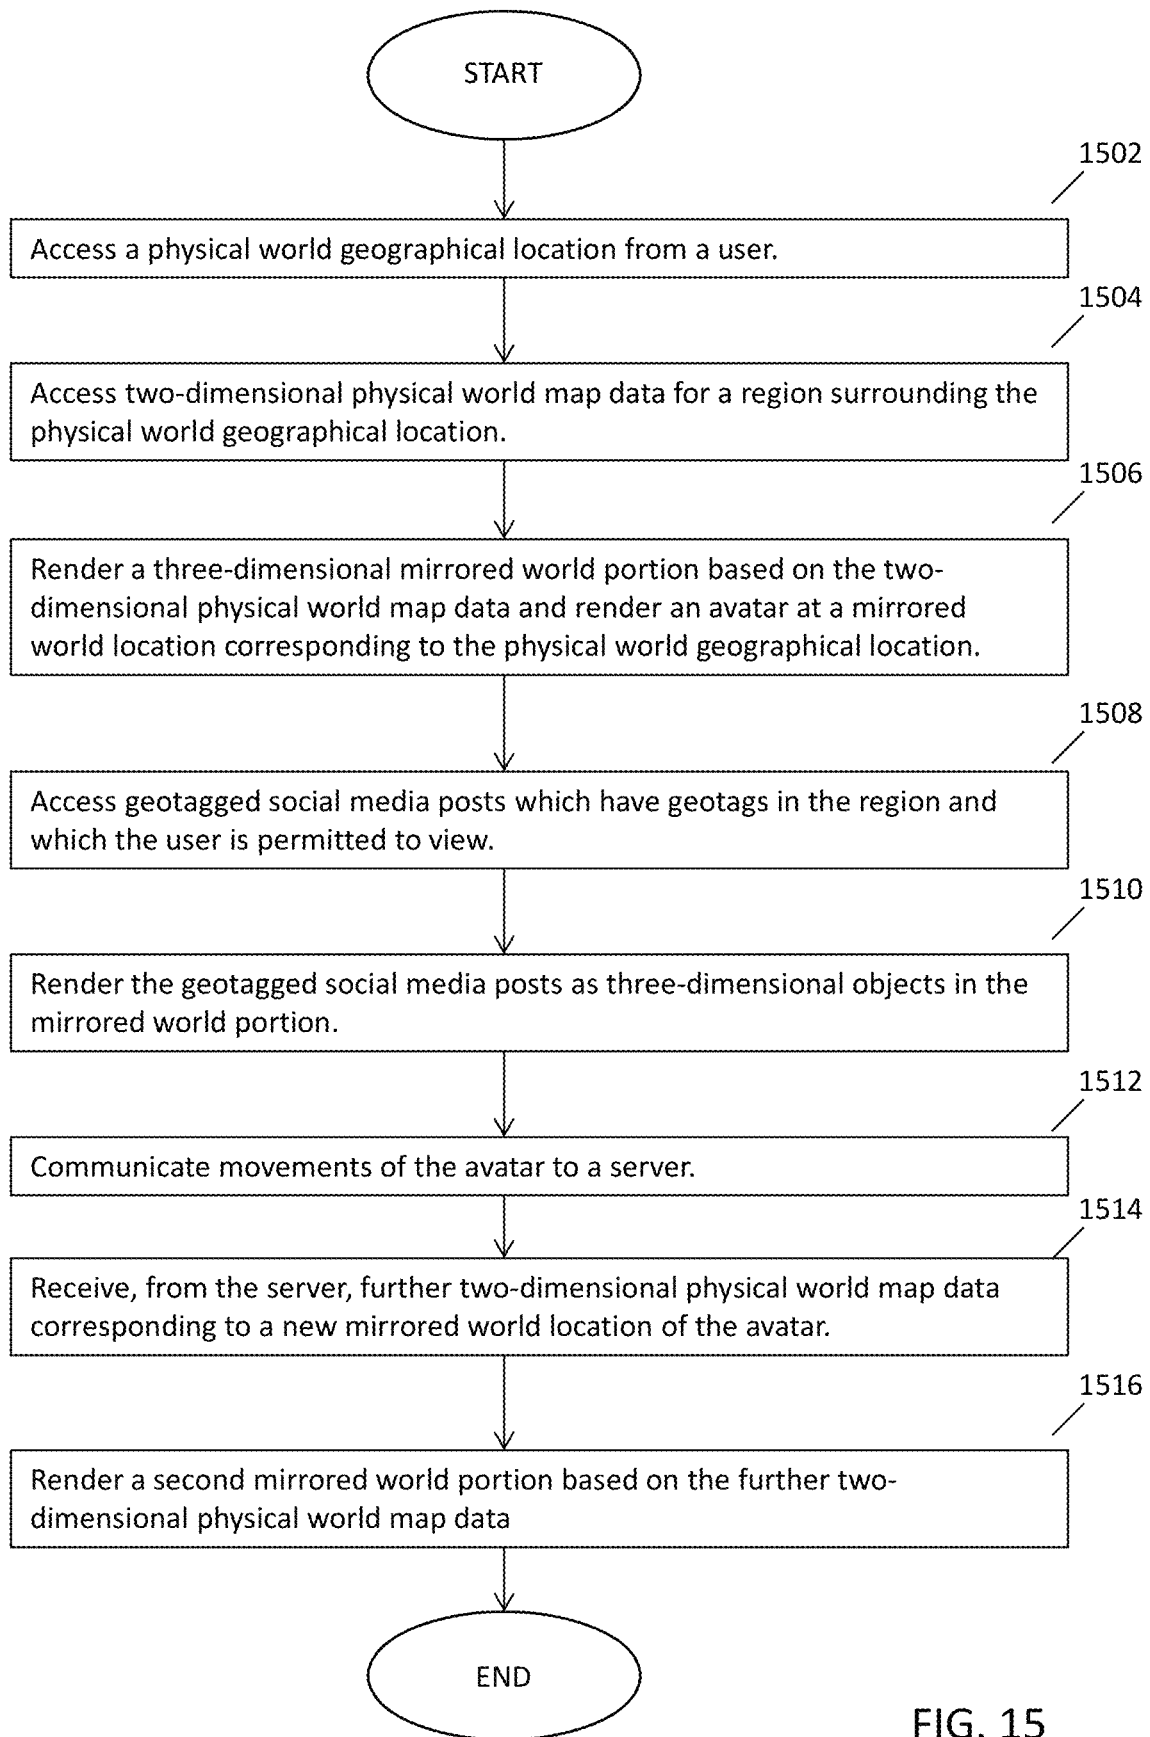 START
1502
Access a physical world geographical location from a user.
1504
Access two-dimensional physical world map data for a region surrounding the
physical world geographical location.
1506
Render a three-dimensional mirrored world portion based on the two-
dimensional physical world map data and render an avatar at a mirrored
world location corresponding to the physical world geographical location.
1508
Access geotagged social media posts which have geotags in the region and
which the user is permitted to view.
1510
Render the geotagged social media posts as three-dimensional objects in the
mirrored world portion.
1512
Communicate movements of the avatar to a server.
1514
Receive, from the server, further two-dimensional physical world map data
corresponding to a new mirrored world location of the avatar.
1516
Render a second mirrored world portion based on the further two-
dimensional physical world map data
END
FIG. 15